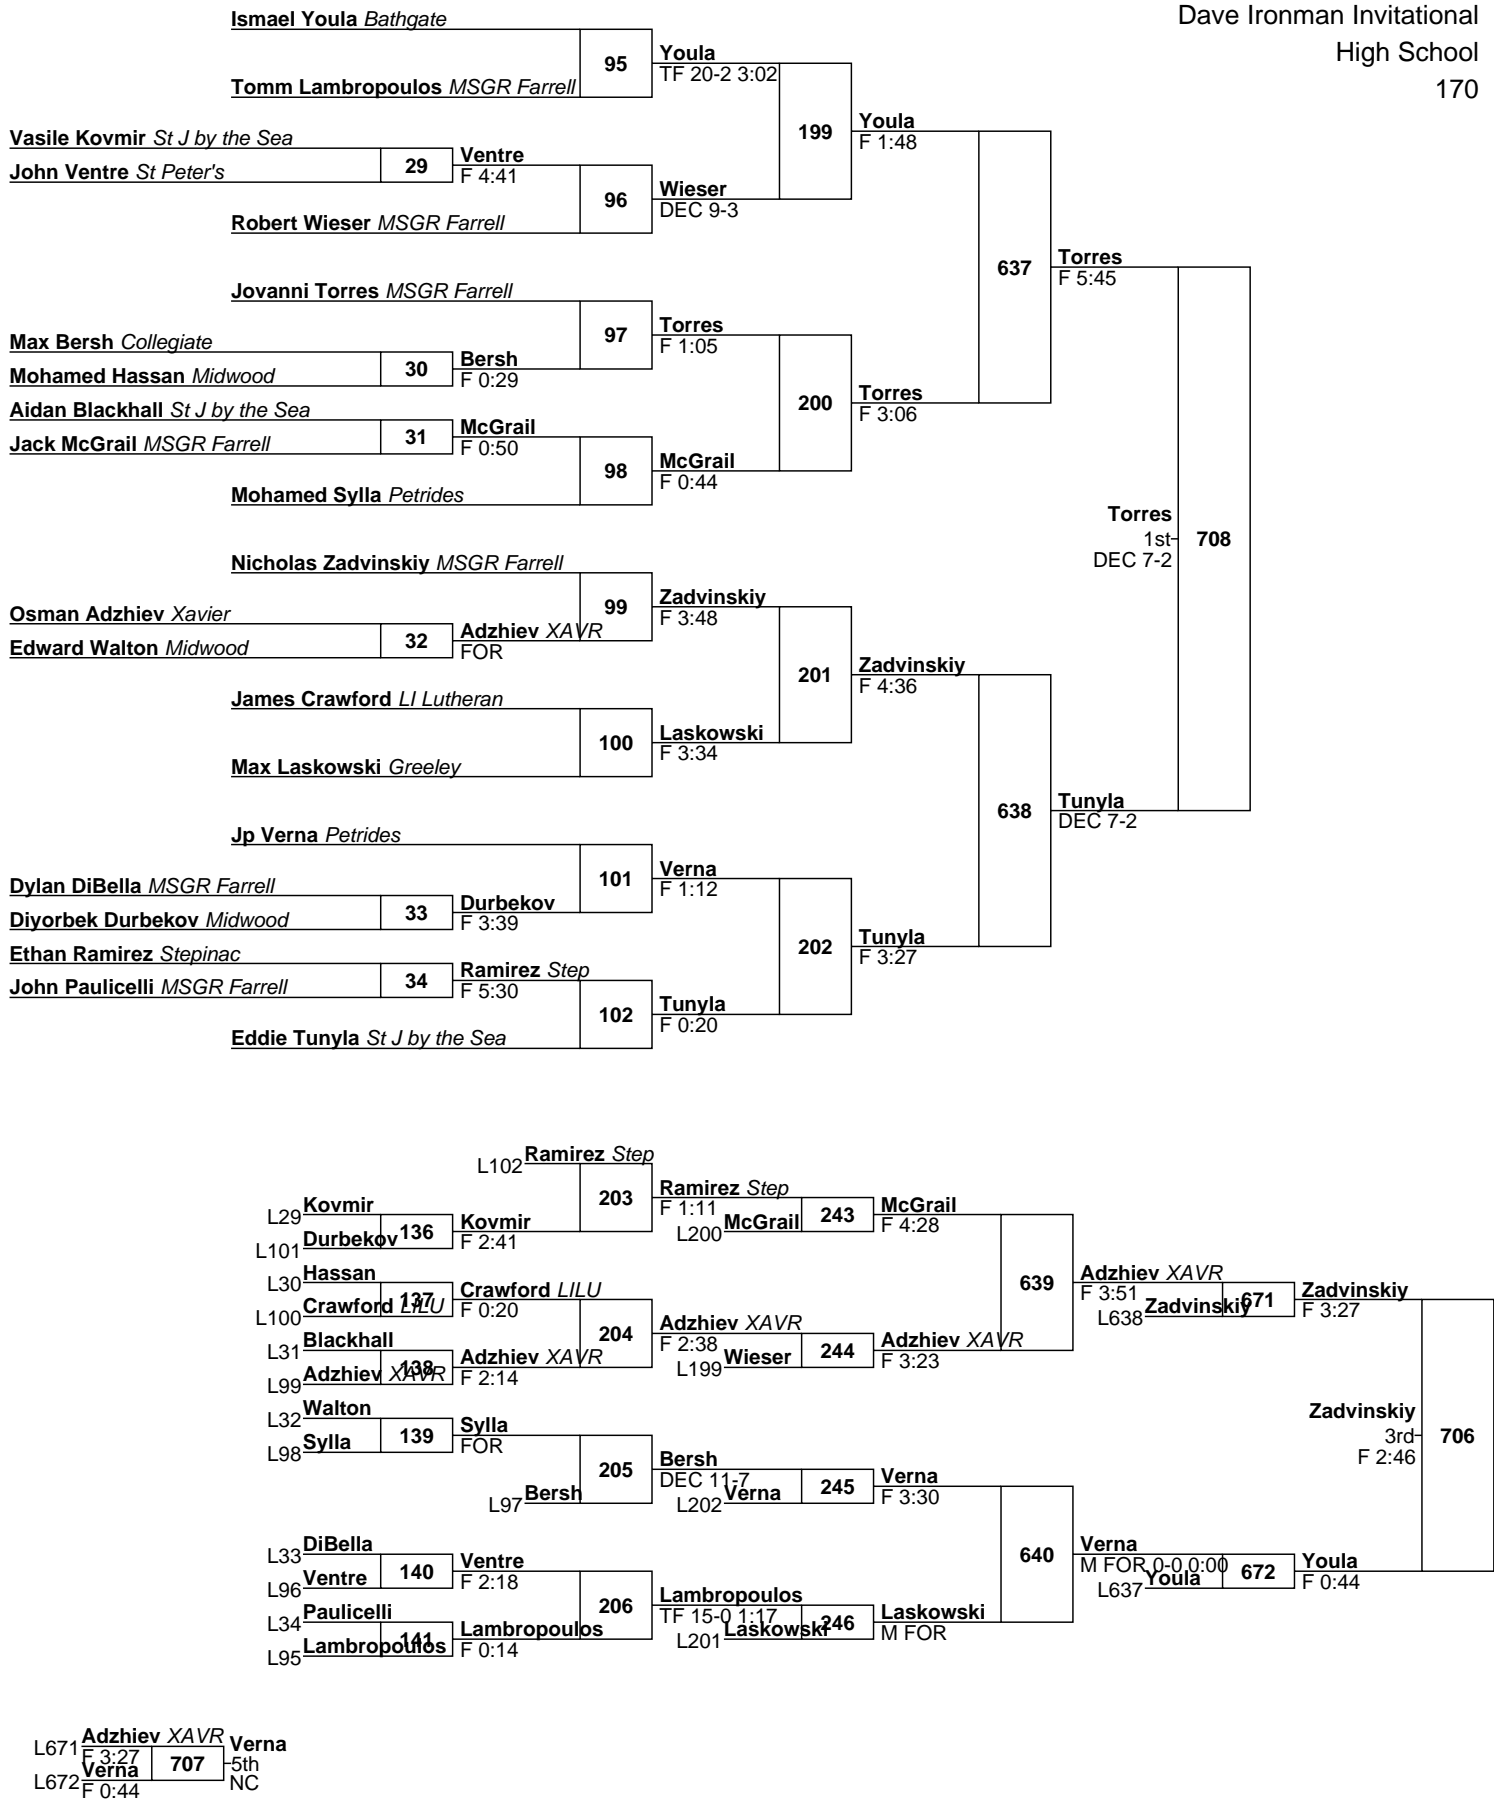 Dave Ironman Invitational
High School
170
Ismael Youla Bathgate
95
Youla
TF 20-2 3:02
Tomm Lambropoulos MSGR Farrell
199
Youla
F 1:48
Vasile Kovmir St J by the Sea
29
Ventre
F 4:41
John Ventre St Peter's
96
Wieser
DEC 9-3
Robert Wieser MSGR Farrell
637
Torres
F 5:45
Jovanni Torres MSGR Farrell
97
Torres
F 1:05
Max Bersh Collegiate
30
Bersh
F 0:29
Mohamed Hassan Midwood
200
Torres
F 3:06
Aidan Blackhall St J by the Sea
31
McGrail
F 0:50
Jack McGrail MSGR Farrell
98
McGrail
F 0:44
Mohamed Sylla Petrides
Torres
1st
DEC 7-2
708
Nicholas Zadvinskiy MSGR Farrell
99
Zadvinskiy
F 3:48
Osman Adzhiev Xavier
32
Adzhiev XAVR
FOR
Edward Walton Midwood
201
Zadvinskiy
F 4:36
James Crawford LI Lutheran
100
Laskowski
F 3:34
Max Laskowski Greeley
638
Tunyla
DEC 7-2
Jp Verna Petrides
101
Verna
F 1:12
Dylan DiBella MSGR Farrell
33
Durbekov
F 3:39
Diyorbek Durbekov Midwood
202
Tunyla
F 3:27
Ethan Ramirez Stepinac
34
Ramirez Step
F 5:30
John Paulicelli MSGR Farrell
102
Tunyla
F 0:20
Eddie Tunyla St J by the Sea
L102 Ramirez Step
203
Ramirez Step
F 1:11
L29 Kovmir
136
Kovmir
F 2:41
L101 Durbekov
L200 McGrail
243
McGrail
F 4:28
L30 Hassan
137
Crawford LILU
F 0:20
L100 Crawford LILU
639
Adzhiev XAVR
F 3:51
204
Adzhiev XAVR
F 2:38
L31 Blackhall
138
Adzhiev XAVR
F 2:14
L99 Adzhiev XAVR
L199 Wieser
244
Adzhiev XAVR
F 3:23
L638 Zadvinskiy
671
Zadvinskiy
F 3:27
L32 Walton
139
Sylla
FOR
L98 Sylla
205
Bersh
DEC 11-7
L97 Bersh
L202 Verna
245
Verna
F 3:30
Zadvinskiy
3rd
F 2:46
706
L33 DiBella
140
Ventre
F 2:18
L96 Ventre
640
Verna
M FOR 0-0 0:00
L637 Youla
672
Youla
F 0:44
206
Lambropoulos
TF 15-0 1:17
L34 Paulicelli
141
Lambropoulos
F 0:14
L95 Lambropoulos
L201 Laskowski
246
Laskowski
M FOR
L671 Adzhiev XAVR
F 3:27
707
Verna
5th
NC
L672 Verna
F 0:44